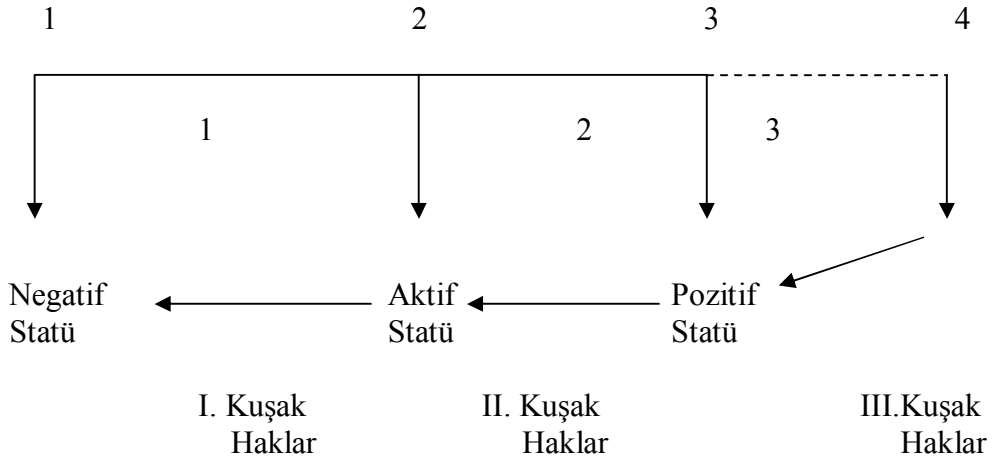 1 2 3 4
1 2 3
Negatif Aktif Pozitif
Statü Statü Statü
I. Kuşak II. Kuşak III.Kuşak
Haklar Haklar Haklar